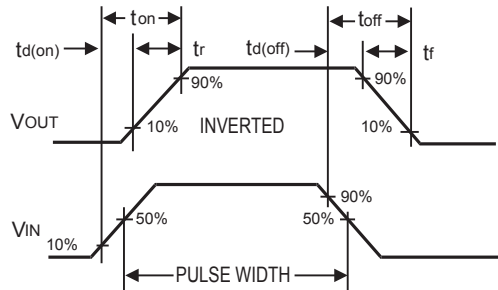 ton
toff
td(on)
tr
td(off)
tf
90%
90%
VOUT
10%
INVERTED
10%
90%
50%
50%
VIN
10%
PULSE WIDTH